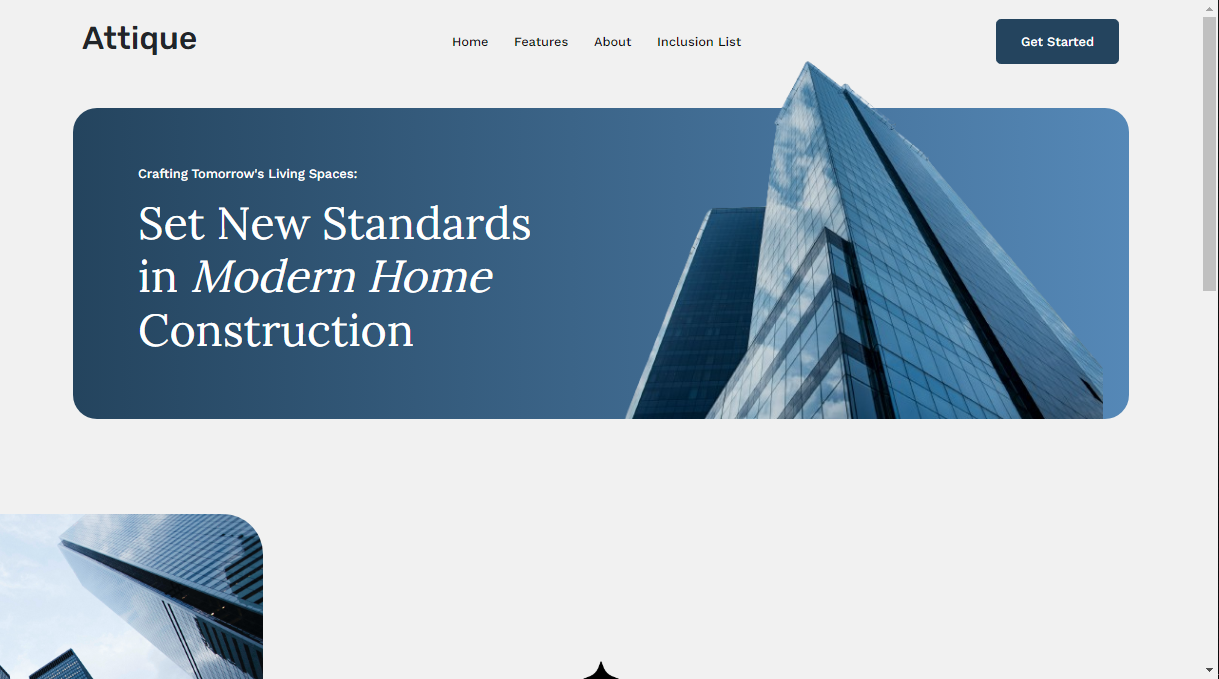 Attique
Home Features About Inclusion List
Get Started
Crafting Tomorrow's Living Spaces:
Set New Standards
in Modern Home
Construction